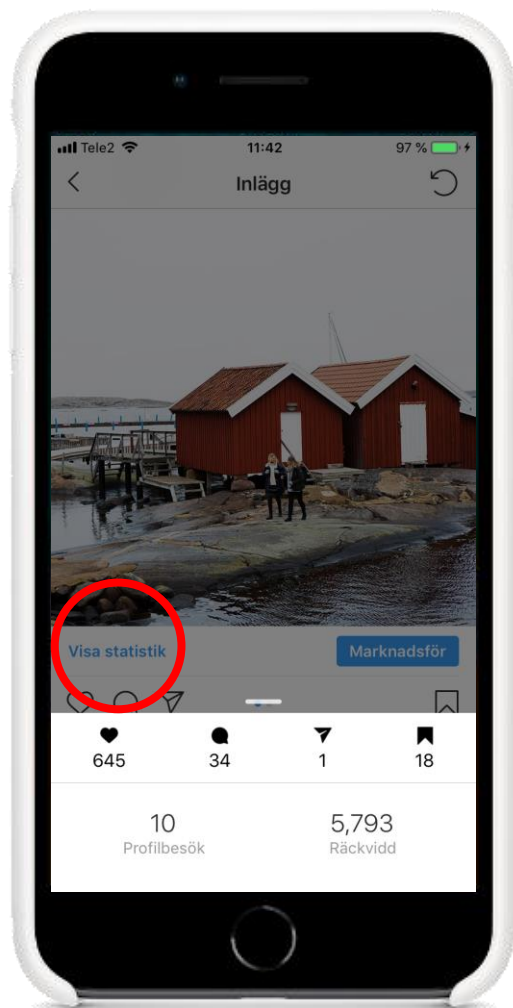 Tele2 11:42 97 %
Inlägg
Visa statistik Marknadsför
645 34 1 18
10 5,793
Profilbesök Räckvidd